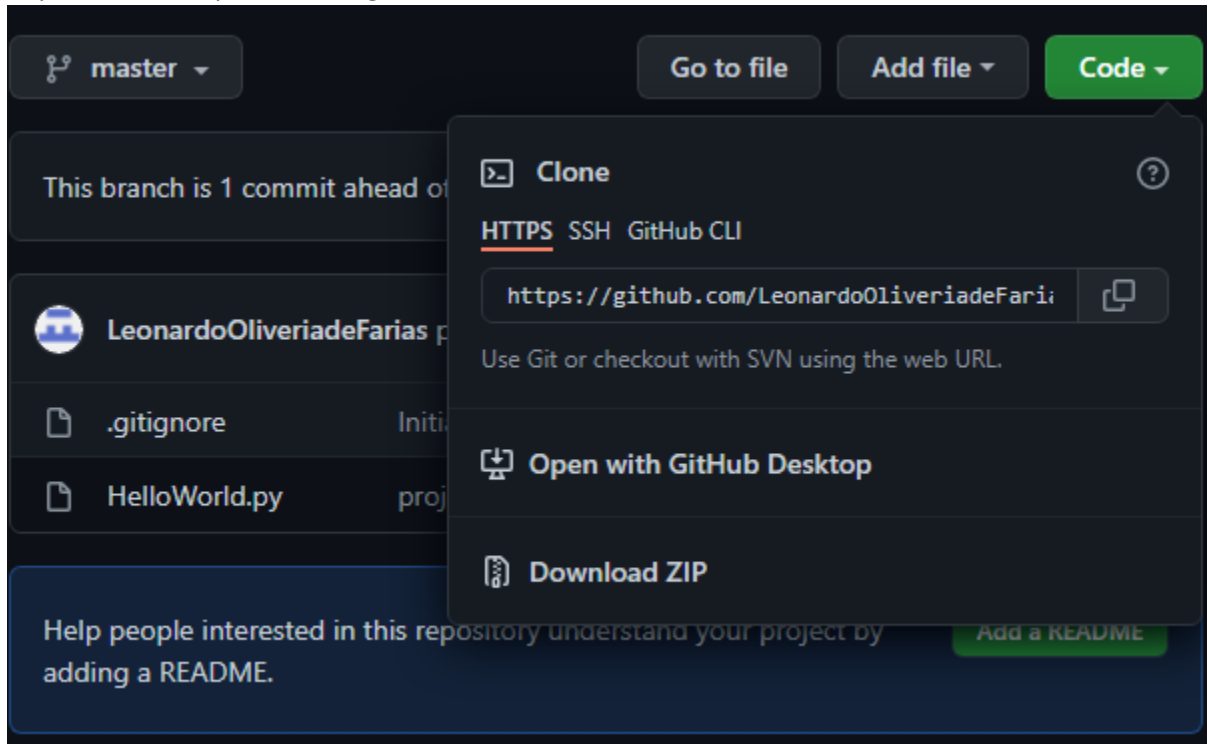 master
Go to file
Add file
Code
This branch is 1 commit ahead of
Clone
HTTPS SSH GitHub CLI
https://github.com/LeonardoOliveriadeFaria
Use Git or checkout with SVN using the web URL.
LeonardoOliveriadeFarias
.gitignore
HelloWorld.py
proj
Open with GitHub Desktop
Download ZIP
Help people interested in this repository understand your project by
adding a README.
Add a README